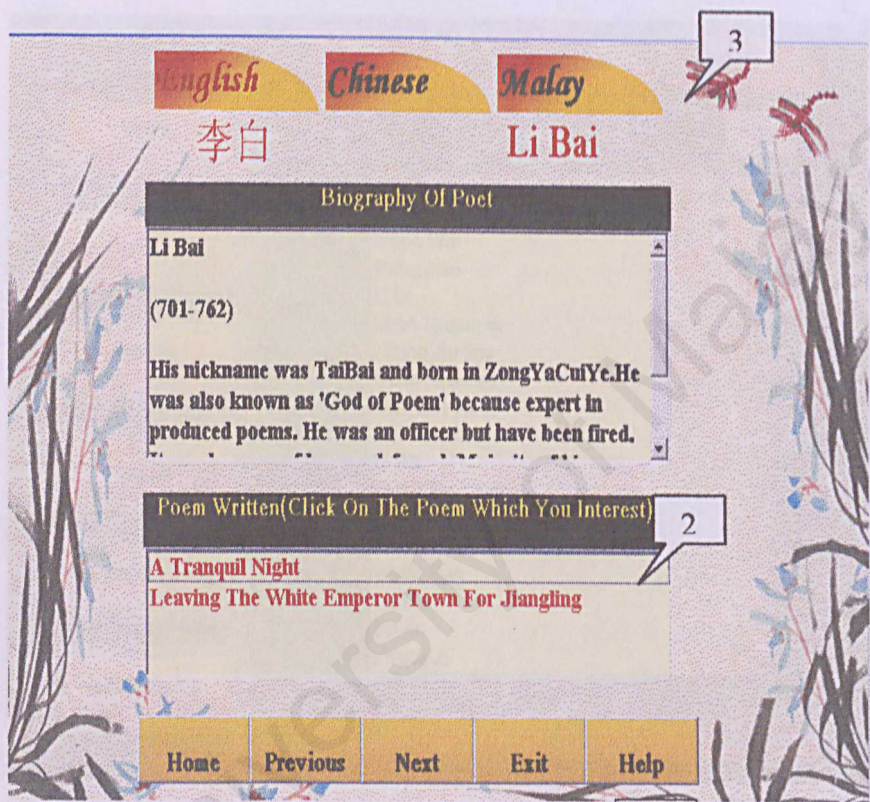 3
English Chinese Malay
李白 Li Bai
Biography Of Poet
Li Bai
(701-762)
His nickname was TaiBai and born in ZongYaCuiYe.He
was also known as 'God of Poem' because expert in
produced poems. He was an officer but have been fired.
Poem Written(Click On The Poem Which You Interest)
2
A Tranquil Night
Leaving The White Emperor Town For Jiangling
Home Previous Next Exit Help